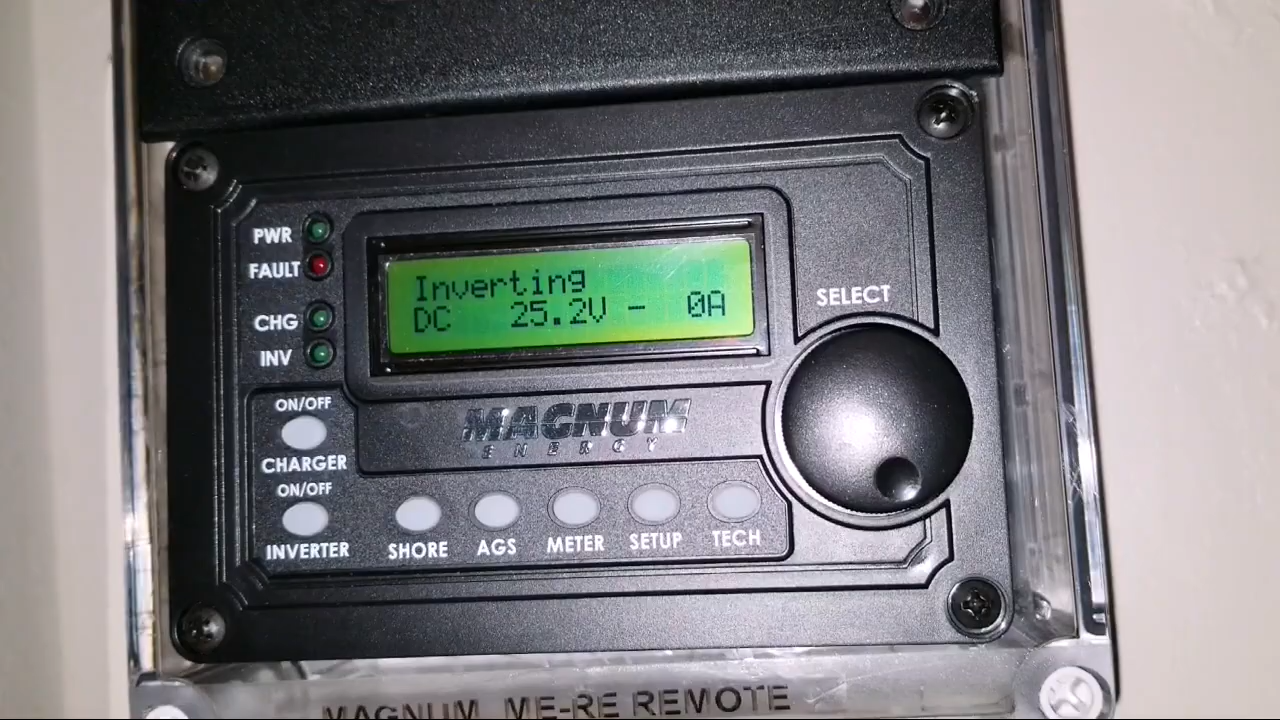 PWR
FAULT
CHG
INV
Inverting
DC 25.2V - 0A
SELECT
MAGNUM
ENERGY
ON/OFF
CHARGER
ON/OFF
INVERTER
SHORE
AGS
METER
SETUP
TECH
MAGNUM ME-RE REMOTE